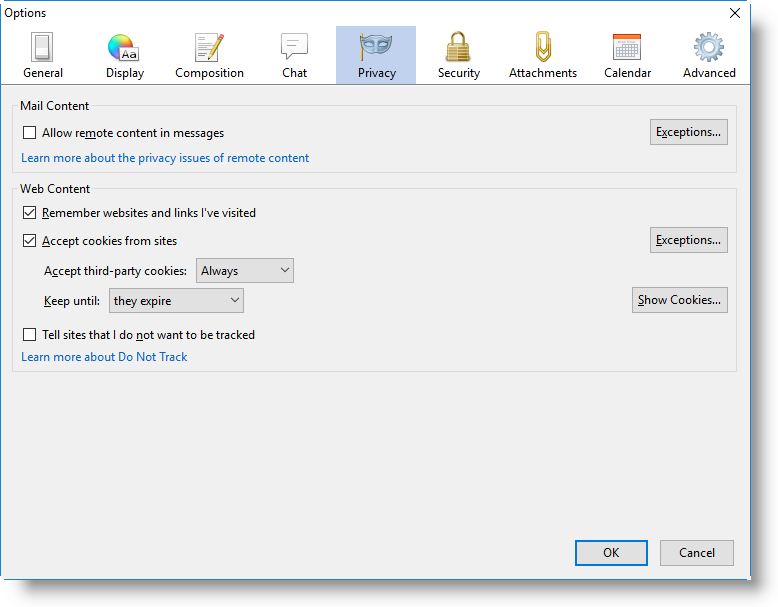 Options
General Display Composition Chat Privacy Security Attachments Calendar Advanced
Mail Content
Allow remote content in messages Exceptions...
Learn more about the privacy issues of remote content
Web Content
Remember websites and links I've visited
Accept cookies from sites Exceptions...
Accept third-party cookies: Always
Keep until: they expire Show Cookies...
Tell sites that I do not want to be tracked
Learn more about Do Not Track
OK Cancel